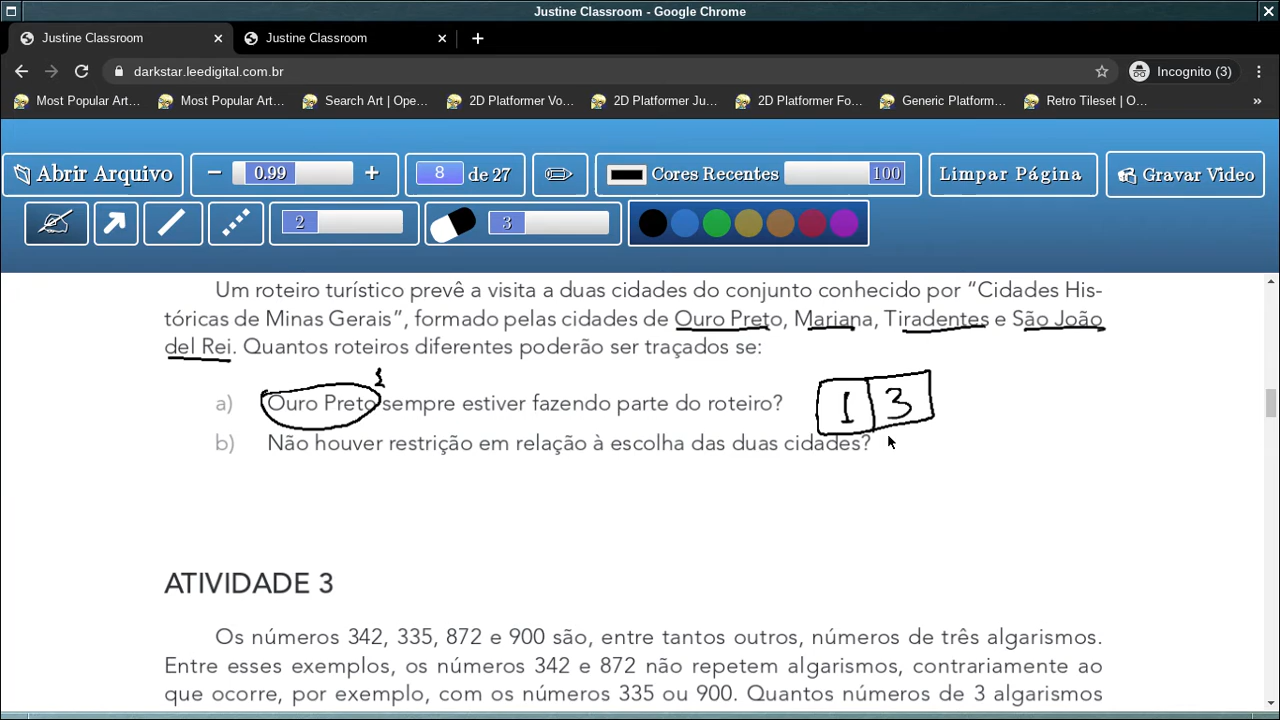 Justine Classroom - Google Chrome
Justine Classroom
Justine Classroom
darkstar.leedigital.com.br
Incognito (3)
Most Popular Art...
Most Popular Art...
Search Art | Ope...
2D Platformer Vo...
2D Platformer Ju...
2D Platformer Fo...
Generic Platform...
Retro Tileset | O...
Abrir Arquivo
0.99
8 de 27
Cores Recentes
100
Limpar Página
Gravar Video
2
3
Um roteiro turístico prevê a visita a duas cidades do conjunto conhecido por “Cidades His-
tóricas de Minas Gerais”, formado pelas cidades de Ouro Preto, Mariana, Tiradentes e São João
del Rei. Quantos roteiros diferentes poderão ser traçados se:
a) Ouro Preto sempre estiver fazendo parte do roteiro? 1 3
b) Não houver restrição em relação à escolha das duas cidades?
ATIVIDADE 3
Os números 342, 335, 872 e 900 são, entre tantos outros, números de três algarismos.
Entre esses exemplos, os números 342 e 872 não repetem algarismos, contrariamente ao
que ocorre, por exemplo, com os números 335 ou 900. Quantos números de 3 algarismos